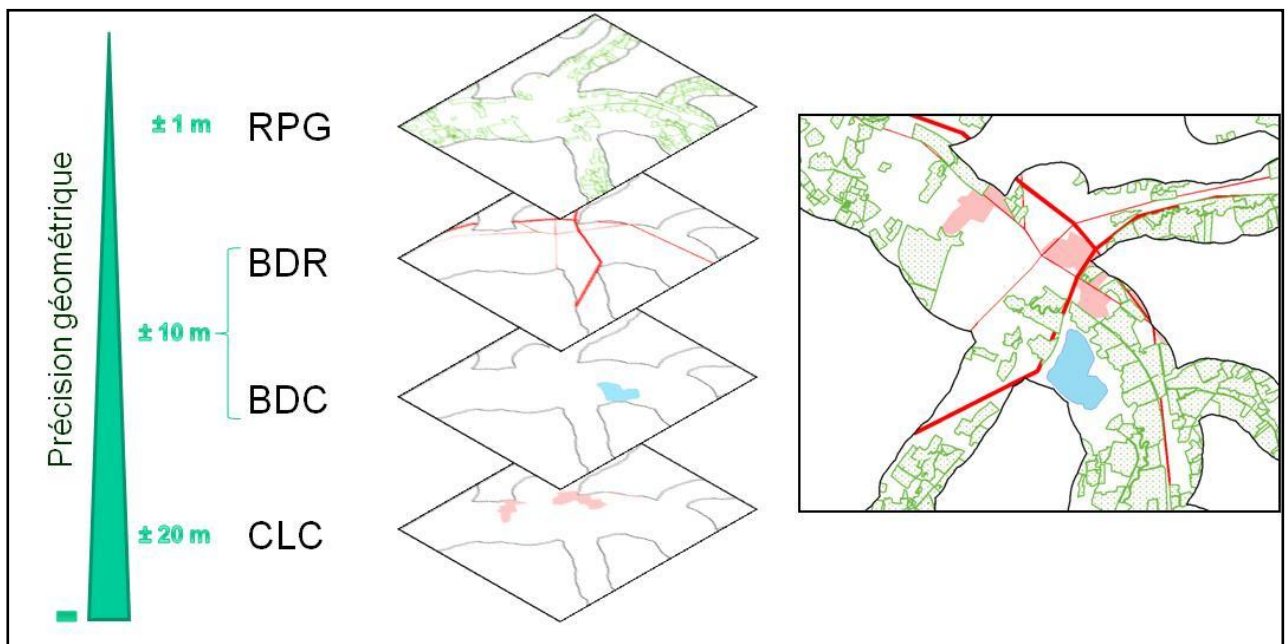 Précision géométrique
± 1 m
RPG
BDR
± 10 m
BDC
± 20 m
CLC